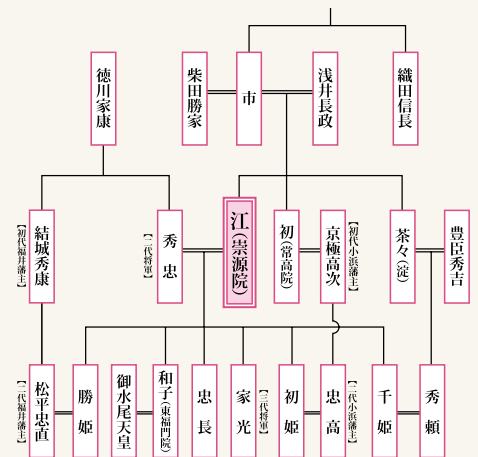 織田信長
浅井長政
市
柴田勝家
徳川家康
豊臣秀吉
茶々(淀)
【初代小浜藩主】
京極高次
初(常高院)
江(崇源院)
秀忠
【二代将軍】
結城秀康
【初代福井藩主】
秀頼
千姫
【二代小浜藩主】
忠高
初姫
【三代将軍】
家光
忠長
和子(東福門院)
御水尾天皇
勝姫
松平忠直
【二代福井藩主】